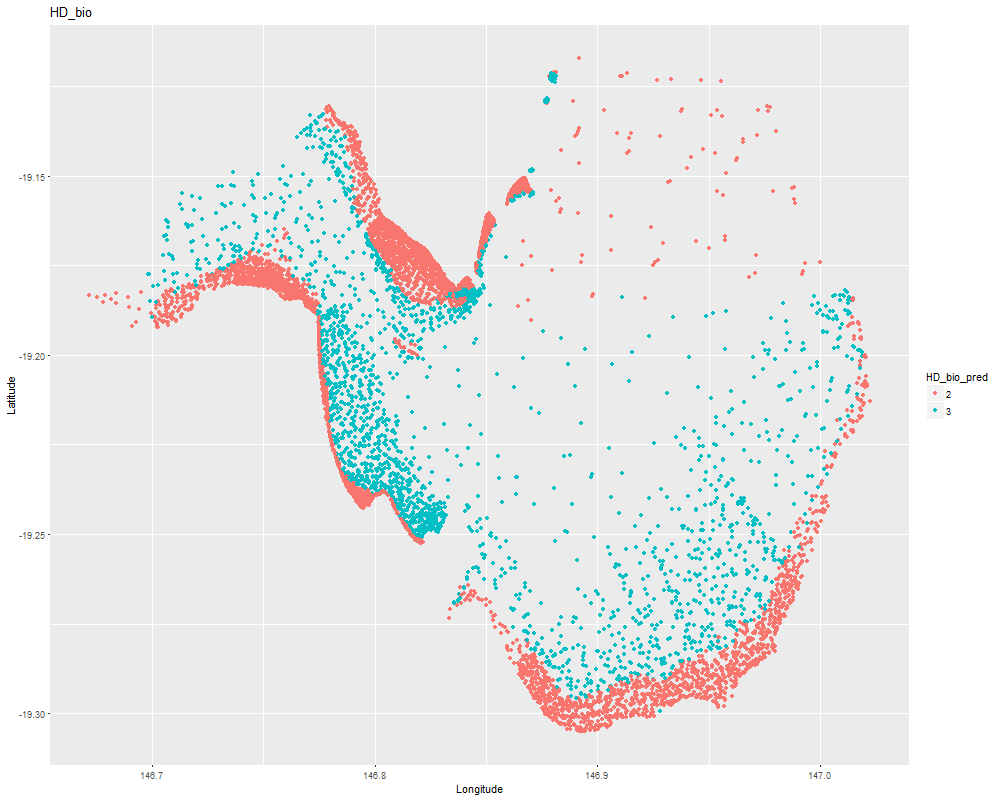 HD_bio
-19.15
-19.20
-19.25
-19.30
Latitude
146.7
146.8
146.9
147.0
Longitude
HD_bio_pred
2
3